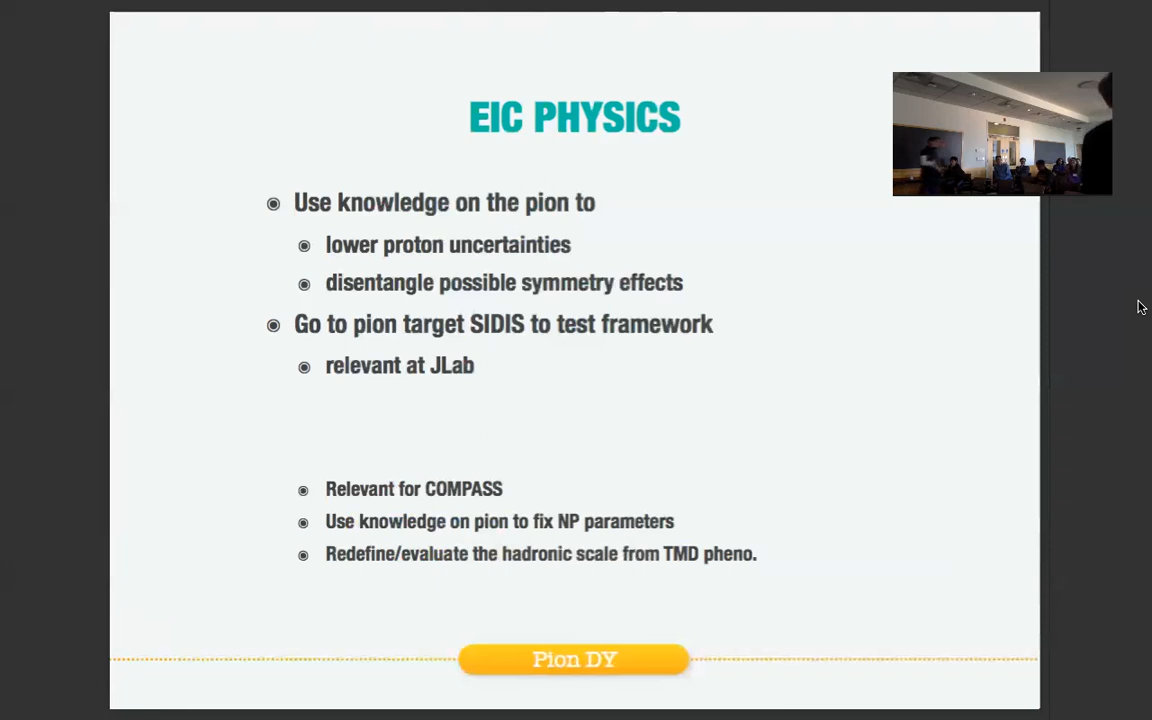 EIC PHYSICS
Use knowledge on the pion to
lower proton uncertainties
disentangle possible symmetry effects
Go to pion target SIDIS to test framework
relevant at JLab
Relevant for COMPASS
Use knowledge on pion to fix NP parameters
Redefine/evaluate the hadronic scale from TMD pheno.
Pion DY